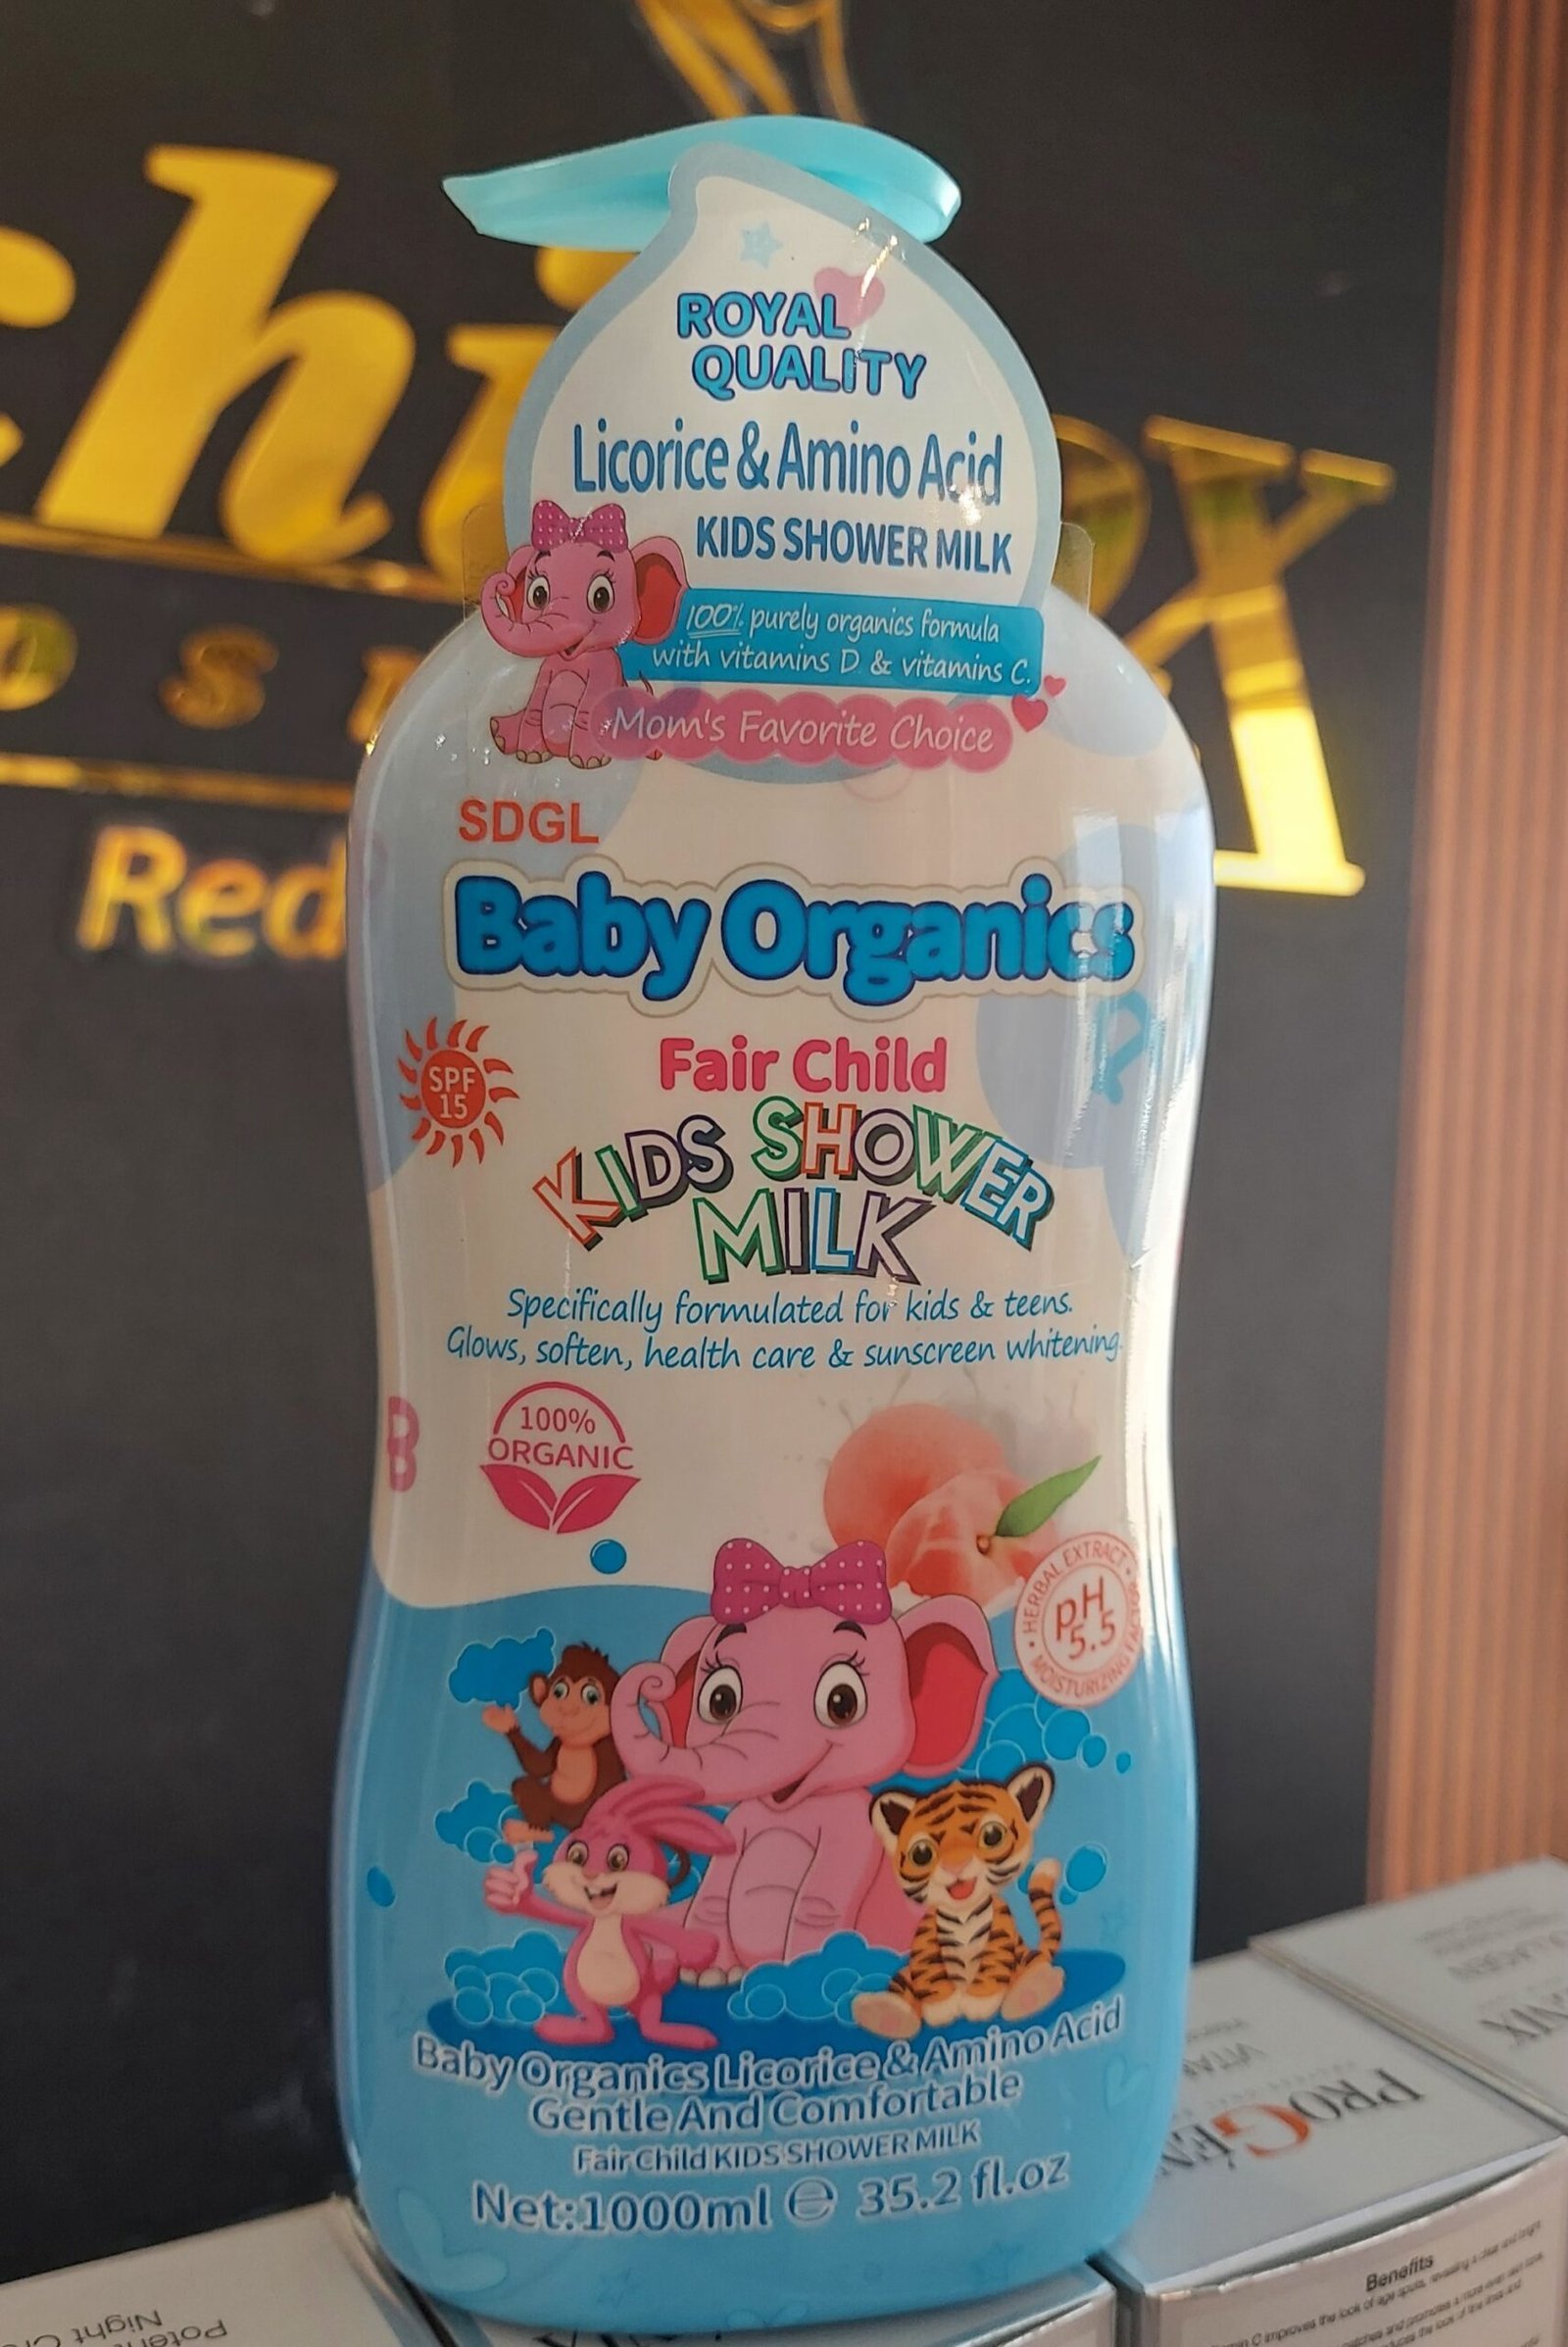 ROYAL
QUALITY
Licorice & Amino Acid
KIDS SHOWER MILK
100% purely organics formula
with vitamins D & vitamins C.
Mom's Favorite Choice
SDGL
Baby Organics
SPF
15
Fair Child
KIDS SHOWER
MILK
Specifically formulated for kids & teens.
Glows, soften, health care & sunscreen whitening.
100%
ORGANIC
B
HERBAL EXTRACT
pH
5.5
MOISTURIZING FACTOR
Baby Organics Licorice & Amino Acid
Gentle And Comfortable
Fair Child KIDS SHOWER MILK
Net:1000ml ℮ 35.2 fl.oz
Red
Night
Benefits